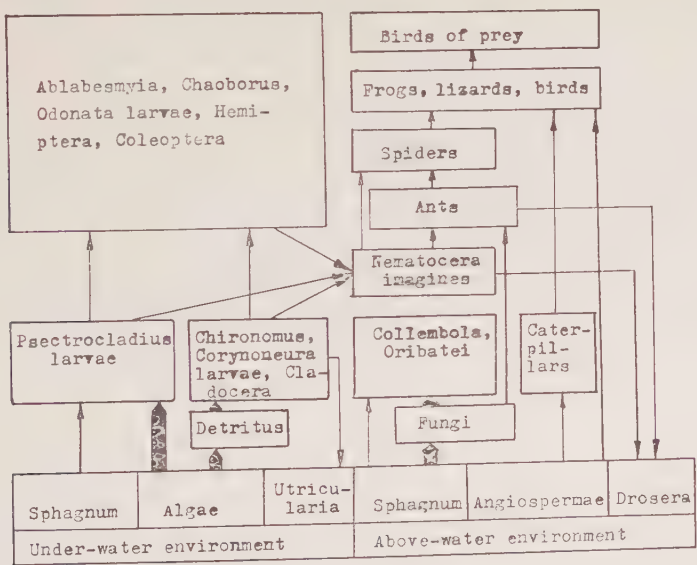 Birds of prey
Ablabesmyia, Chaoborus,
Odonata larvae, Hemi-
ptera, Coleoptera
Frogs, lizards, birds
Spiders
Ants
Nematocera
imagines
Psectrocladius
larvae
Chironomus,
Corynoneura
larvae, Cla-
docera
Collembola,
Oribatei
Cater-
pil-
lars
Detritus
Fungi
Sphagnum
Algae
Utricu-
laria
Sphagnum
Angiospermae
Drosera
Under-water environment
Above-water environment